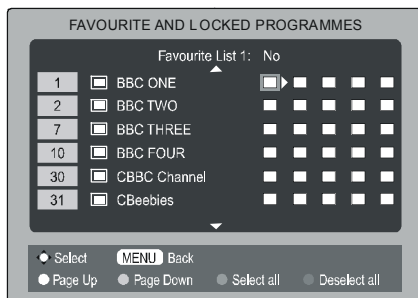 FAVOURITE AND LOCKED PROGRAMMES
Favourite List 1: No
1 BBC ONE
2 BBC TWO
7 BBC THREE
10 BBC FOUR
30 CBBC Channel
31 CBeebies
Select MENU Back
Page Up Page Down Select all Deselect all